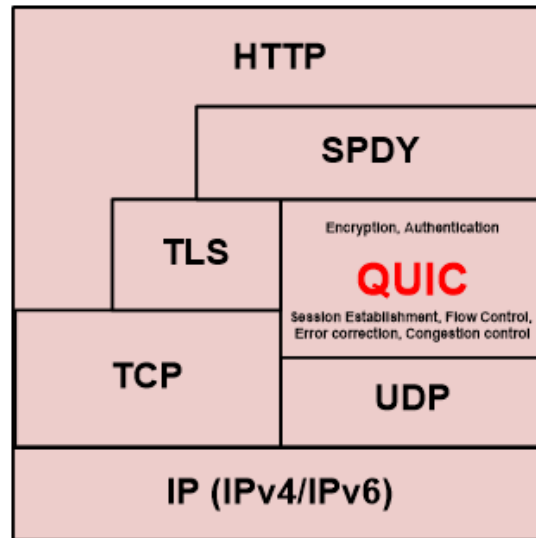 HTTP
SPDY
TLS
Encryption, Authentication
QUIC
Session Establishment, Flow Control,
Error correction, Congestion control
TCP
UDP
IP (IPv4/IPv6)